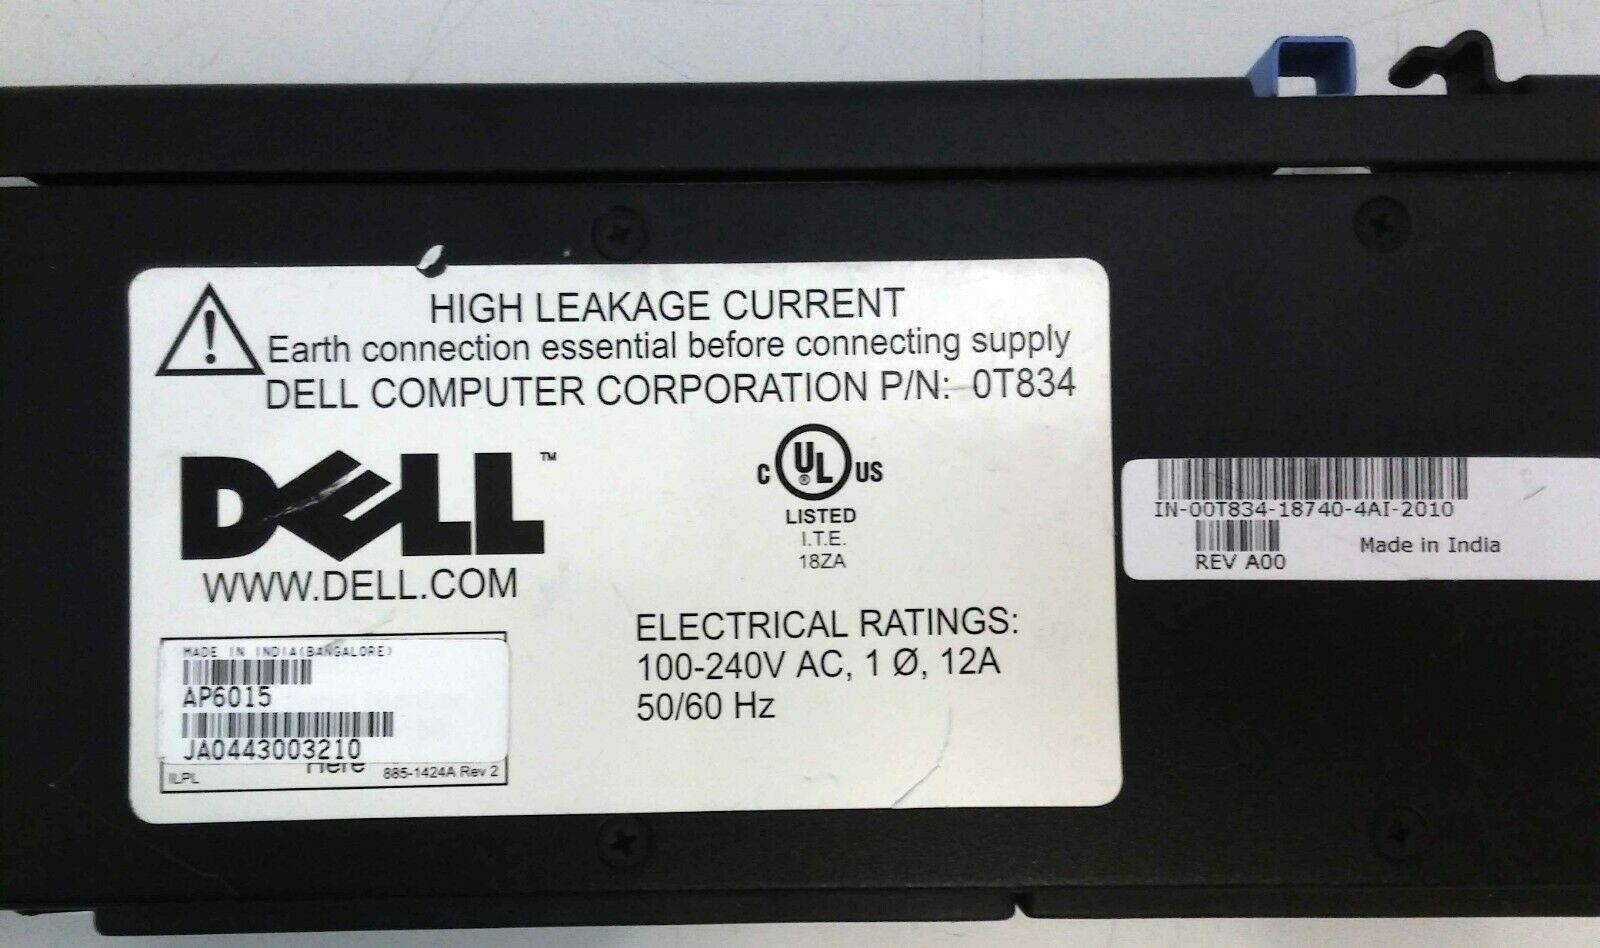 HIGH LEAKAGE CURRENT
Earth connection essential before connecting supply
DELL COMPUTER CORPORATION P/N: 0T834
DELL™
WWW.DELL.COM
C UL® US
LISTED
I.T.E.
18ZA
ELECTRICAL RATINGS:
100-240V AC, 1 Ø, 12A
50/60 Hz
MADE IN INDIA(BANGALORE)
AP6015
JA0443003210
Here
ILPL 885-1424A Rev 2
IN-00T834-18740-4AI-2010
REV A00 Made in India